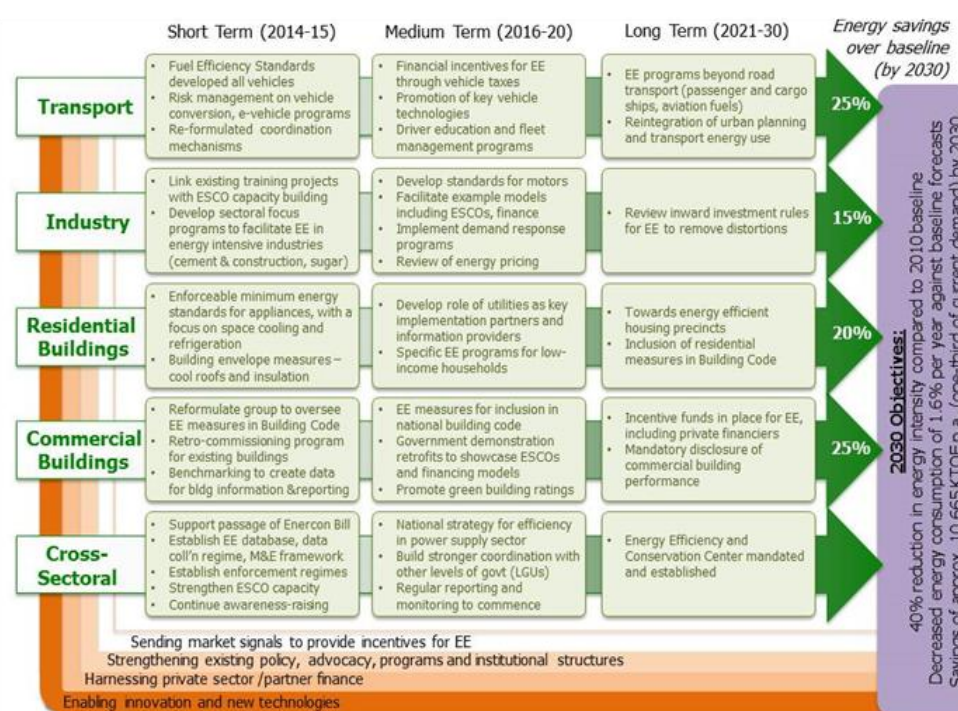 Short Term (2014-15)
Medium Term (2016-20)
Long Term (2021-30)
Energy savings
over baseline
(by 2030)
Transport
• Fuel Efficiency Standards
developed all vehicles
• Risk management on vehicle
conversion, e-vehicle programs
• Re-formulated coordination
mechanisms
• Financial incentives for EE
through vehicle taxes
• Promotion of key vehicle
technologies
• Driver education and fleet
management programs
• EE programs beyond road
transport (passenger and cargo
ships, aviation fuels)
• Reintegration of urban planning
and transport energy use
25%
Industry
• Link existing training projects
with ESCO capacity building
• Develop sectoral focus
programs to facilitate EE in
energy intensive industries
(cement & construction, sugar)
• Develop standards for motors
• Facilitate example models
including ESCOs, finance
• Implement demand response
programs
• Review of energy pricing
• Review inward investment rules
for EE to remove distortions
15%
Residential
Buildings
• Enforceable minimum energy
standards for appliances, with a
focus on space cooling and
refrigeration
• Building envelope measures –
cool roofs and insulation
• Develop role of utilities as key
implementation partners and
information providers
• Specific EE programs for low-
income households
• Towards energy efficient
housing precincts
• Inclusion of residential
measures in Building Code
20%
Commercial
Buildings
• Reformulate group to oversee
EE measures in Building Code
• Retro-commissioning program
for existing buildings
• Benchmarking to create data
for bldg information &reporting
• EE measures for inclusion in
national building code
• Government demonstration
retrofits to showcase ESCOs
and financing models
• Promote green building ratings
• Incentive funds in place for EE,
including private financiers
• Mandatory disclosure of
commercial building
performance
25%
Cross-
Sectoral
• Support passage of Enercon Bill
• Establish EE database, data
coll'n regime, M&E framework
• Establish enforcement regimes
• Strengthen ESCO capacity
• Continue awareness-raising
• National strategy for efficiency
in power supply sector
• Build stronger coordination with
other levels of govt (LGUs)
• Regular reporting and
monitoring to commence
• Energy Efficiency and
Conservation Center mandated
and established
2030 Objectives:
40% reduction in energy intensity compared to 2010 baseline
Decreased energy consumption of 1.6% per year against baseline forecasts
Savings of approx. 10,665 KTOE p.a. (one-third of current demand) by 2030
Sending market signals to provide incentives for EE
Strengthening existing policy, advocacy, programs and institutional structures
Harnessing private sector /partner finance
Enabling innovation and new technologies